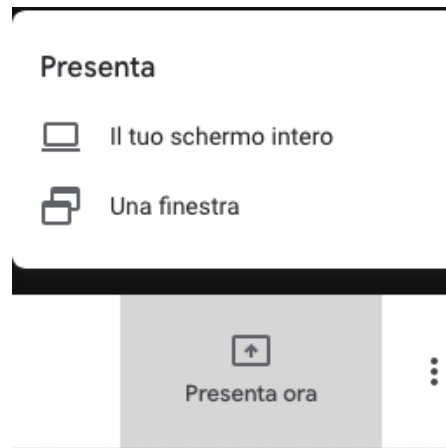 Presenta
Il tuo schermo intero
Una finestra
Presenta ora